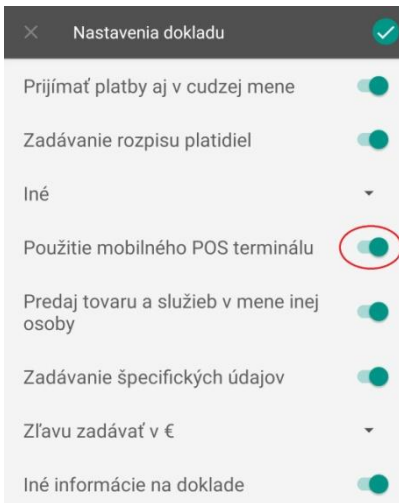 Nastavenia dokladu
Prijímať platby aj v cudzej mene
Zadávanie rozpisu platidiel
Iné
Použitie mobilného POS terminálu
Predaj tovaru a služieb v mene inej
osoby
Zadávanie špecifických údajov
Zľavu zadávať v €
Iné informácie na doklade